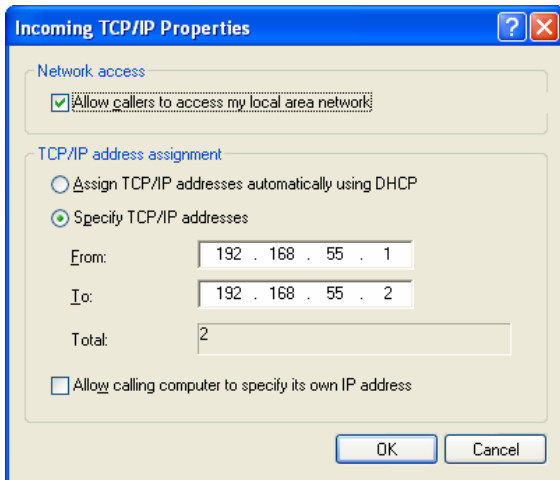 Incoming TCP/IP Properties
Network access
Allow callers to access my local area network
TCP/IP address assignment
Assign TCP/IP addresses automatically using DHCP
Specify TCP/IP addresses
From: 192 . 168 . 55 . 1
To: 192 . 168 . 55 . 2
Total: 2
Allow calling computer to specify its own IP address
OK Cancel